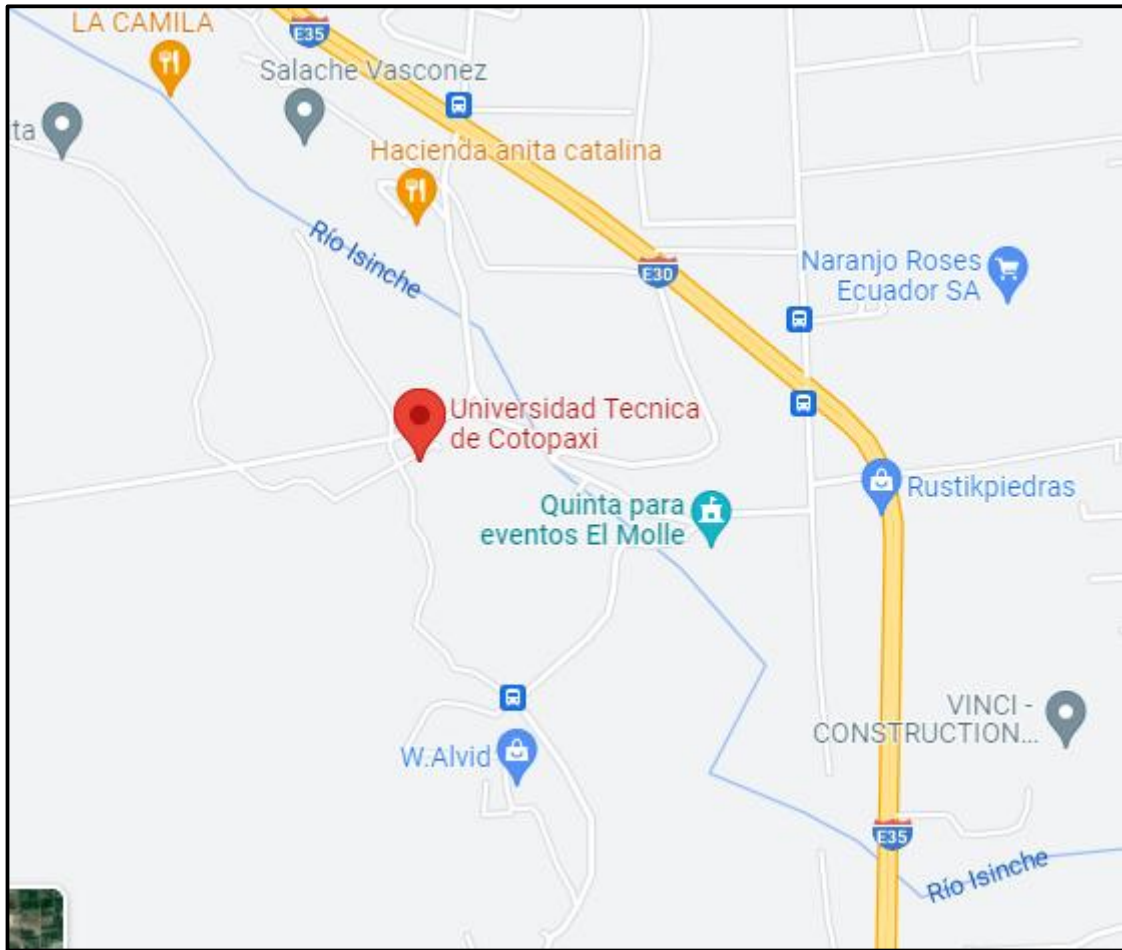 LA CAMILA
E35
Salache Vasconez
ta
Hacienda anita catalina
Río Isinche
E30
Naranjo Roses
Ecuador SA
Universidad Tecnica
de Cotopaxi
Rustikpiedras
Quinta para
eventos El Molle
VINCI -
CONSTRUCTION...
W.Alvid
E35
Río Isinche